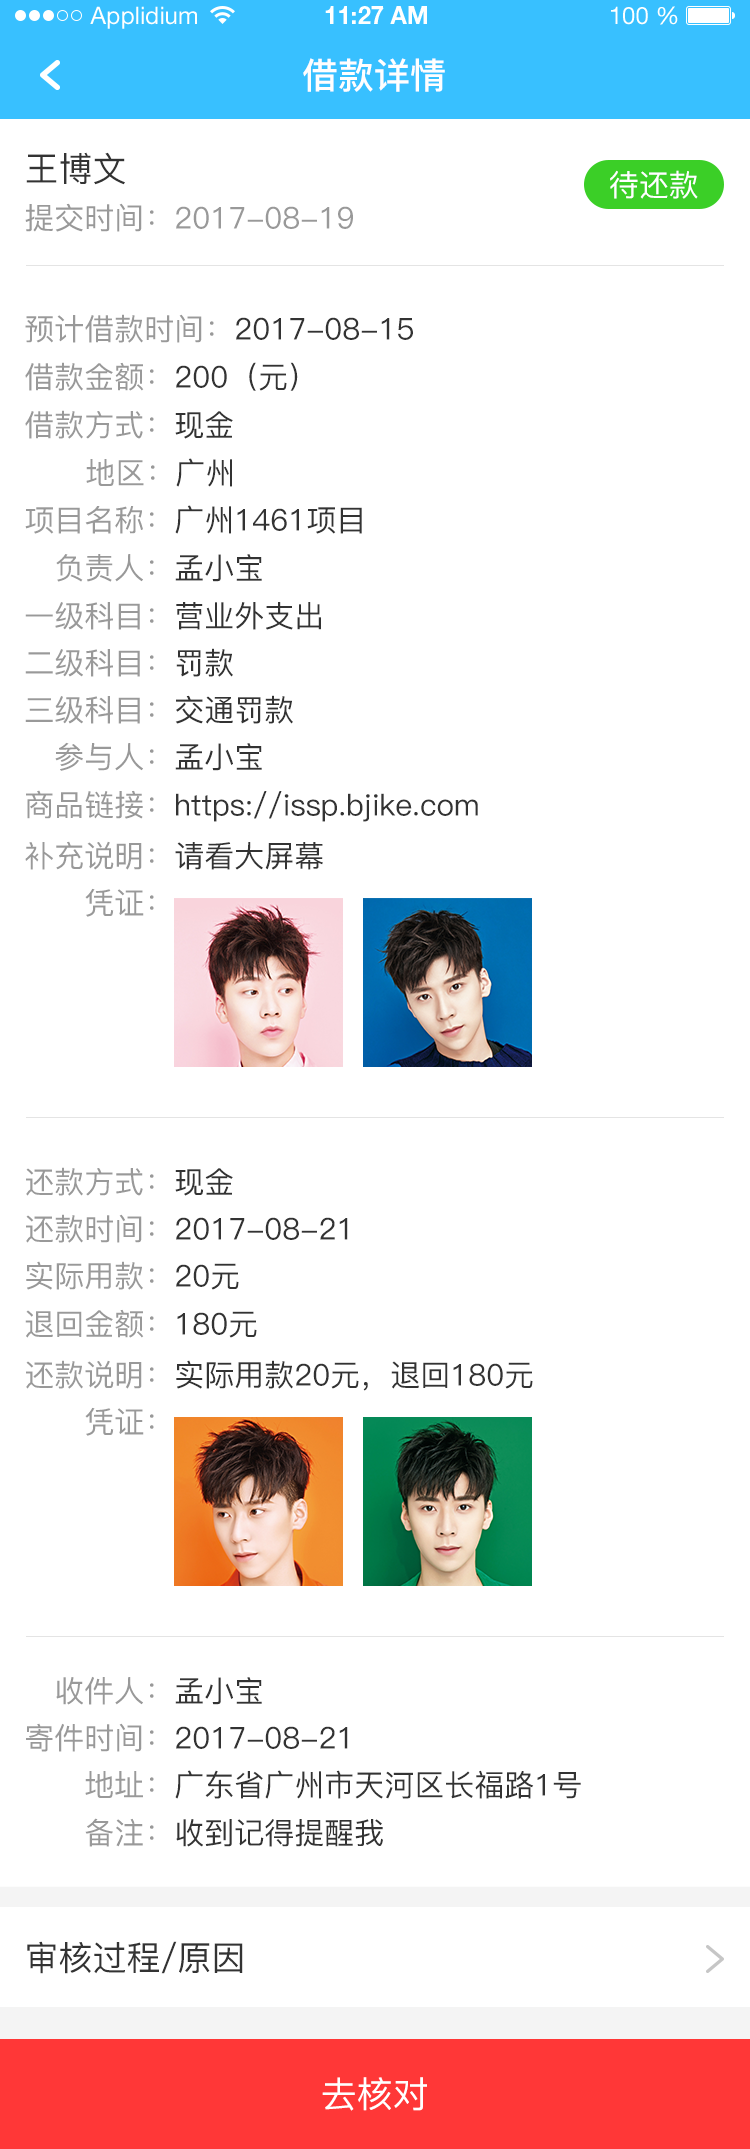 Applidium 11:27 AM 100 %
借款详情
王博文
待还款
提交时间：2017-08-19
预计借款时间：2017-08-15
借款金额：200（元）
借款方式：现金
地区：广州
项目名称：广州1461项目
负责人：孟小宝
一级科目：营业外支出
二级科目：罚款
三级科目：交通罚款
参与人：孟小宝
商品链接：https://issp.bjike.com
补充说明：请看大屏幕
凭证：
还款方式：现金
还款时间：2017-08-21
实际用款：20元
退回金额：180元
还款说明：实际用款20元，退回180元
凭证：
收件人：孟小宝
寄件时间：2017-08-21
地址：广东省广州市天河区长福路1号
备注：收到记得提醒我
审核过程/原因
去核对